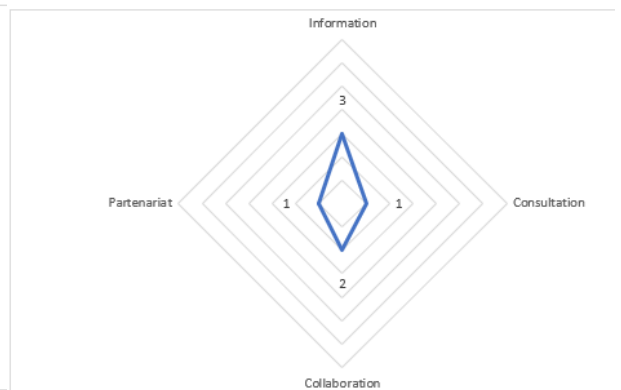 Information
3
Partenariat
1
1
Consultation
2
Collaboration